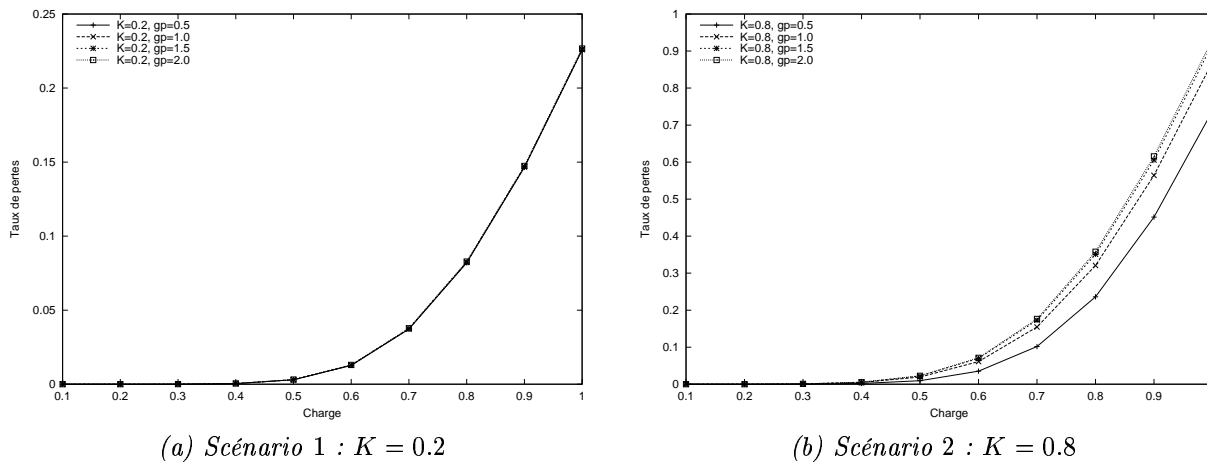 0.25
0.2
0.15
0.1
0.05
0
Taux de pertes
K=0.2, gp=0.5
K=0.2, gp=1.0
K=0.2, gp=1.5
K=0.2, gp=2.0
0.1 0.2 0.3 0.4 0.5 0.6 0.7 0.8 0.9 1
Charge
(a) Scénario 1 : K = 0.2
1
0.9
0.8
0.7
0.6
0.5
0.4
0.3
0.2
0.1
0
Taux de pertes
K=0.8, gp=0.5
K=0.8, gp=1.0
K=0.8, gp=1.5
K=0.8, gp=2.0
0.1 0.2 0.3 0.4 0.5 0.6 0.7 0.8 0.9
Charge
(b) Scénario 2 : K = 0.8